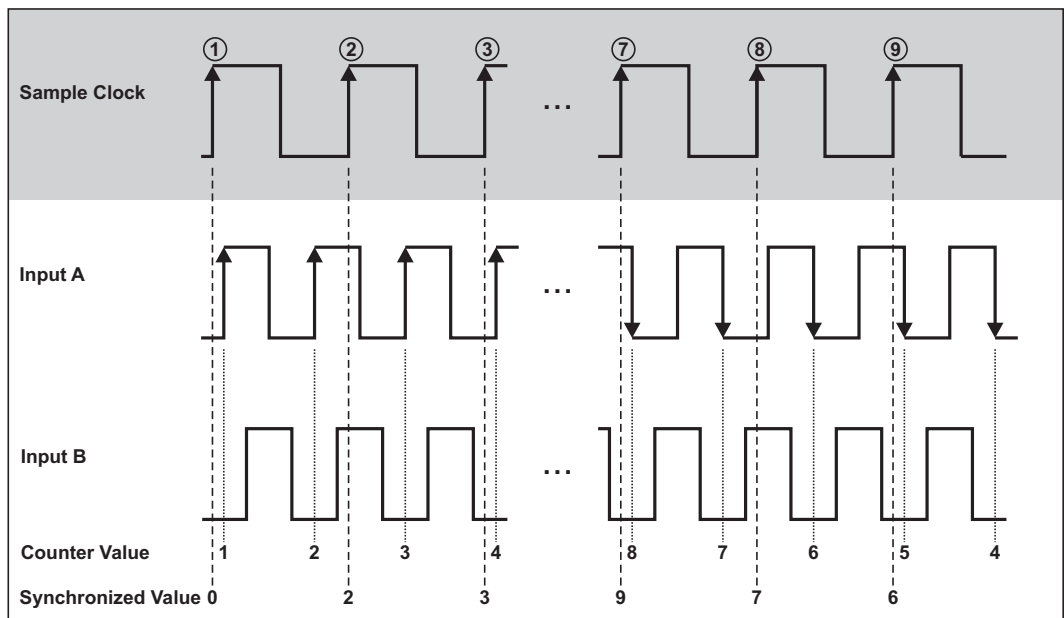 ① ② ③ ⑦ ⑧ ⑨
Sample Clock
...
Input A
...
Input B
...
Counter Value 1 2 3 4 8 7 6 5 4
Synchronized Value 0 2 3 9 7 6